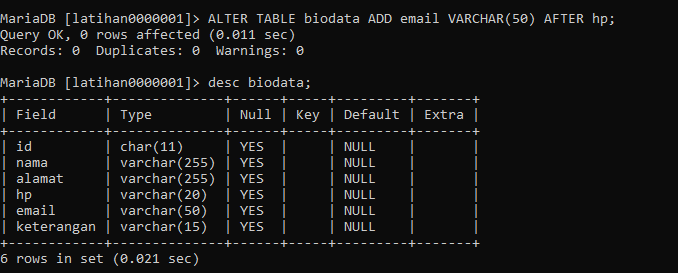 MariaDB [latihan0000001]> ALTER TABLE biodata ADD email VARCHAR(50) AFTER hp;
Query OK, 0 rows affected (0.011 sec)
Records: 0  Duplicates: 0  Warnings: 0

MariaDB [latihan0000001]> desc biodata;
+------------+--------------+------+-----+---------+-------+
| Field      | Type         | Null | Key | Default | Extra |
+------------+--------------+------+-----+---------+-------+
| id         | char(11)     | YES  |     | NULL    |       |
| nama       | varchar(255) | YES  |     | NULL    |       |
| alamat     | varchar(255) | YES  |     | NULL    |       |
| hp         | varchar(20)  | YES  |     | NULL    |       |
| email      | varchar(50)  | YES  |     | NULL    |       |
| keterangan | varchar(15)  | YES  |     | NULL    |       |
+------------+--------------+------+-----+---------+-------+
6 rows in set (0.021 sec)